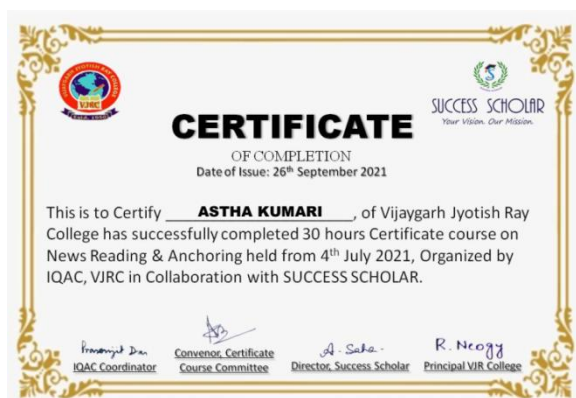 VJRC
SUCCESS SCHOLAR
Your Vision. Our Mission.
CERTIFICATE
OF COMPLETION
Date of Issue: 26th September 2021
This is to Certify ASTHA KUMARI, of Vijaygarh Jyotish Ray
College has successfully completed 30 hours Certificate course on
News Reading & Anchoring held from 4th July 2021, Organized by
IQAC, VJRC in Collaboration with SUCCESS SCHOLAR.
A. Saha.
R. Neogy
IQAC Coordinator
Convenor, Certificate
Course Committee
Director, Success Scholar
Principal VJR College